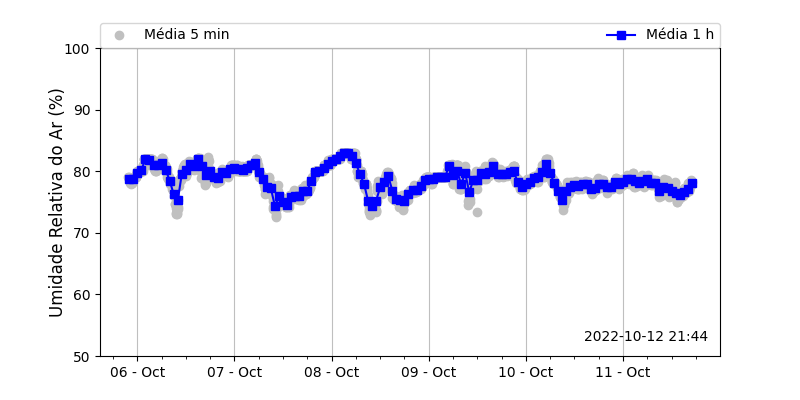 Média 5 min
Média 1 h
Umidade Relativa do Ar (%)
100
90
80
70
60
50
2022-10-12 21:44
06 - Oct
07 - Oct
08 - Oct
09 - Oct
10 - Oct
11 - Oct